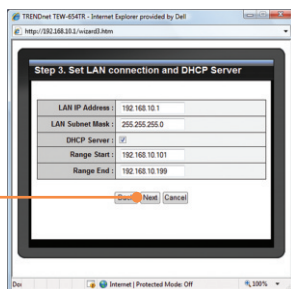 TRENDnet TEW-654TR - Internet Explorer provided by Dell
http://192.168.10.1/wizard3.htm
Step 3. Set LAN connection and DHCP Server
LAN IP Address : 192.168.10.1
LAN Subnet Mask : 255.255.255.0
DHCP Server :
Range Start : 192.168.10.101
Range End : 192.168.10.199
Back Next Cancel
Internet | Protected Mode: Off 100%